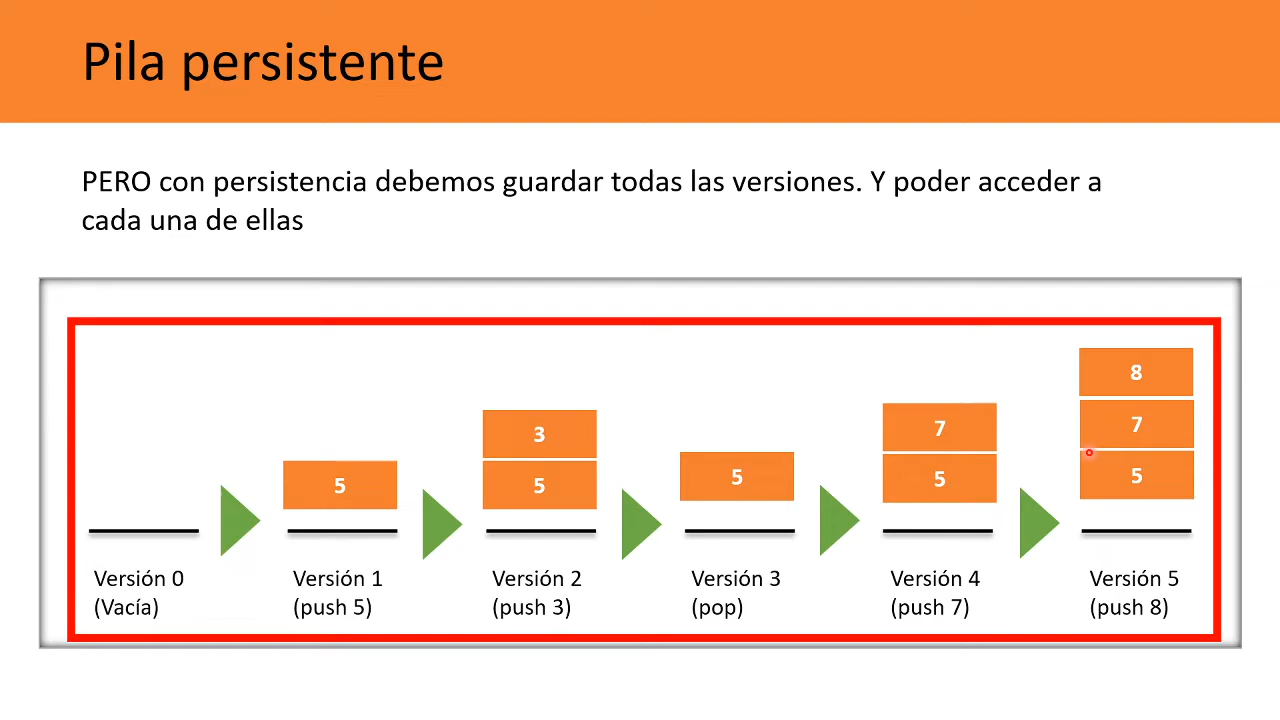 Pila persistente
PERO con persistencia debemos guardar todas las versiones. Y poder acceder a
cada una de ellas
8
3 7 7
5 5 5 5 5
Versión 0 Versión 1 Versión 2 Versión 3 Versión 4 Versión 5
(Vacía) (push 5) (push 3) (pop) (push 7) (push 8)